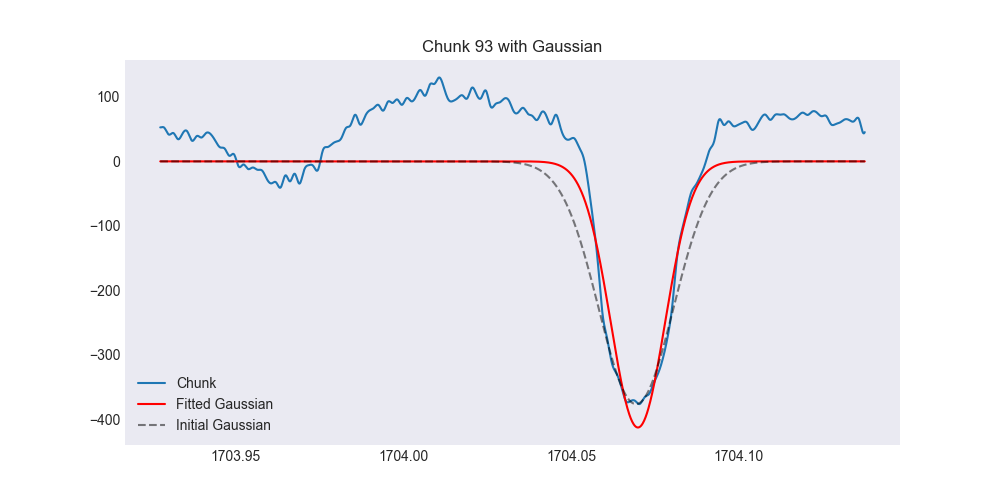 Chunk 93 with Gaussian
100
0
−100
−200
−300
−400
Chunk
Fitted Gaussian
Initial Gaussian
1703.95 1704.00 1704.05 1704.10